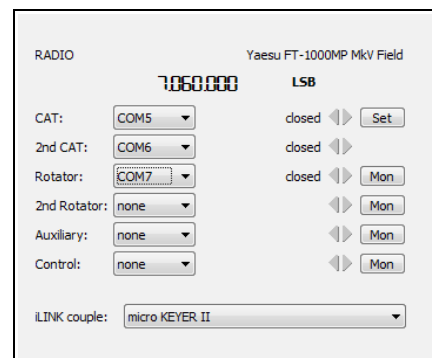 RADIO Yaesu FT-1000MP MkV Field
7.060.000 LSB
CAT: COM5 closed Set
2nd CAT: COM6 closed
Rotator: COM7 closed Mon
2nd Rotator: none Mon
Auxiliary: none Mon
Control: none Mon
iLINK couple: micro KEYER II